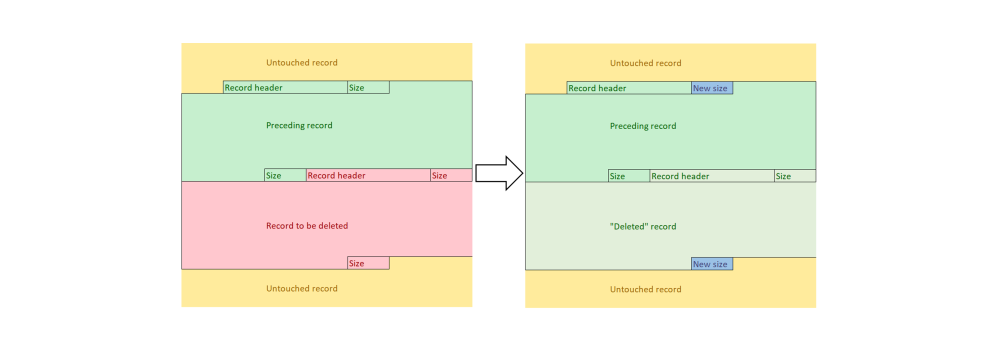 Untouched record
Record header Size
Preceding record
Size Record header Size
Record to be deleted
Size
Untouched record
Untouched record
Record header New size
Preceding record
Size Record header Size
"Deleted" record
New size
Untouched record